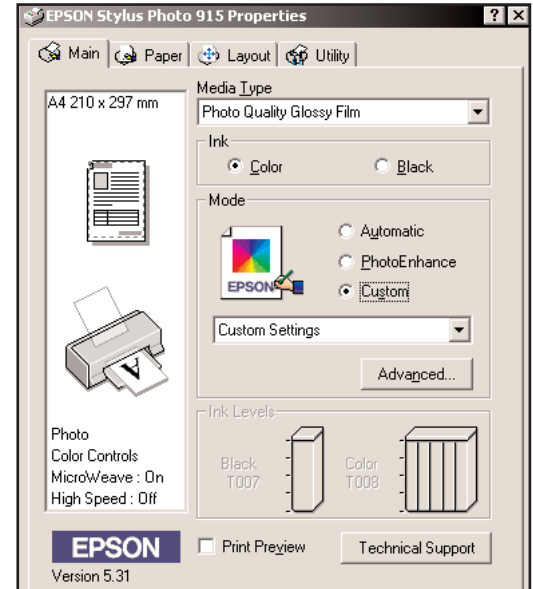 EPSON Stylus Photo 915 Properties
Main Paper Layout Utility
A4 210 x 297 mm
Photo
Color Controls
MicroWeave : On
High Speed : Off
EPSON
Version 5.31
Media Type
Photo Quality Glossy Film
Ink
Color Black
Mode
EPSON
Automatic
PhotoEnhance
Custom
Custom Settings
Advanced...
Ink Levels
Black
T007
Color
T008
Print Preview
Technical Support